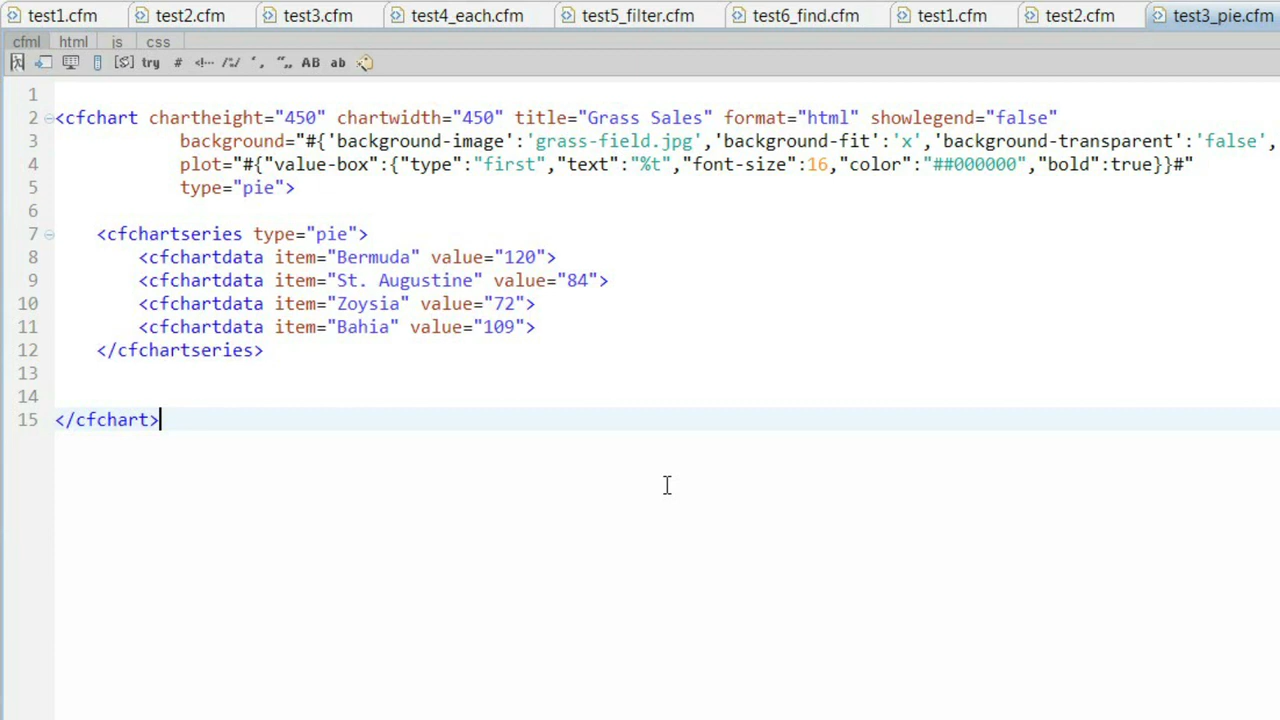 test1.cfm test2.cfm test3.cfm test4_each.cfm test5_filter.cfm test6_find.cfm test1.cfm test2.cfm test3_pie.cfm
cfml html js css
try # AB ab
1
2 <cfchart chartheight="450" chartwidth="450" title="Grass Sales" format="html" showlegend="false"
3 background="#{'background-image':'grass-field.jpg','background-fit':'x','background-transparent':'false',
4 plot="#{"value-box":{"type":"first","text":"%t","font-size":16,"color":"##000000","bold":true}}#"
5 type="pie">
6
7 <cfchartseries type="pie">
8 <cfchartdata item="Bermuda" value="120">
9 <cfchartdata item="St. Augustine" value="84">
10 <cfchartdata item="Zoysia" value="72">
11 <cfchartdata item="Bahia" value="109">
12 </cfchartseries>
13
14
15 </cfchart>